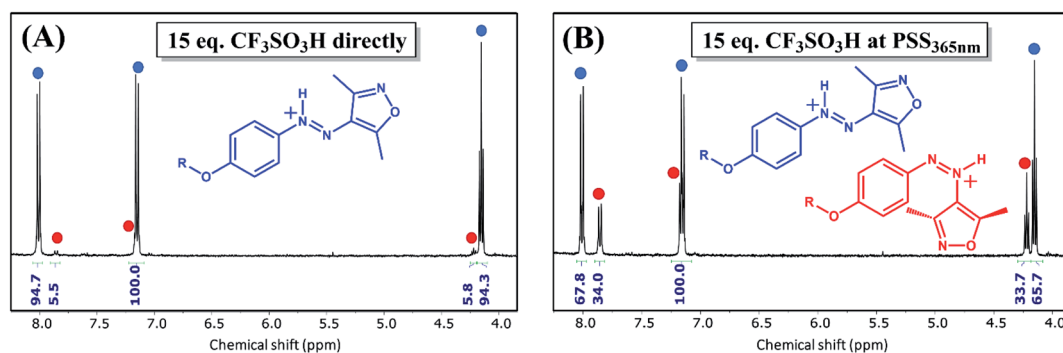 (A)
15 eq. CF₃SO₃H directly
H
+
N
N
N
O
R
O
94.7
5.5
100.0
5.8
94.3
8.0 7.5 7.0 6.5 6.0 5.5 5.0 4.5 4.0
Chemical shift (ppm)
(B)
15 eq. CF₃SO₃H at PSS₃₆₅ₙₘ
H
+
N
N
N
O
R
O
N
N
H
+
R
O
N
O
67.8
34.0
100.0
33.7
65.7
8.0 7.5 7.0 6.5 6.0 5.5 5.0 4.5 4.0
Chemical shift (ppm)